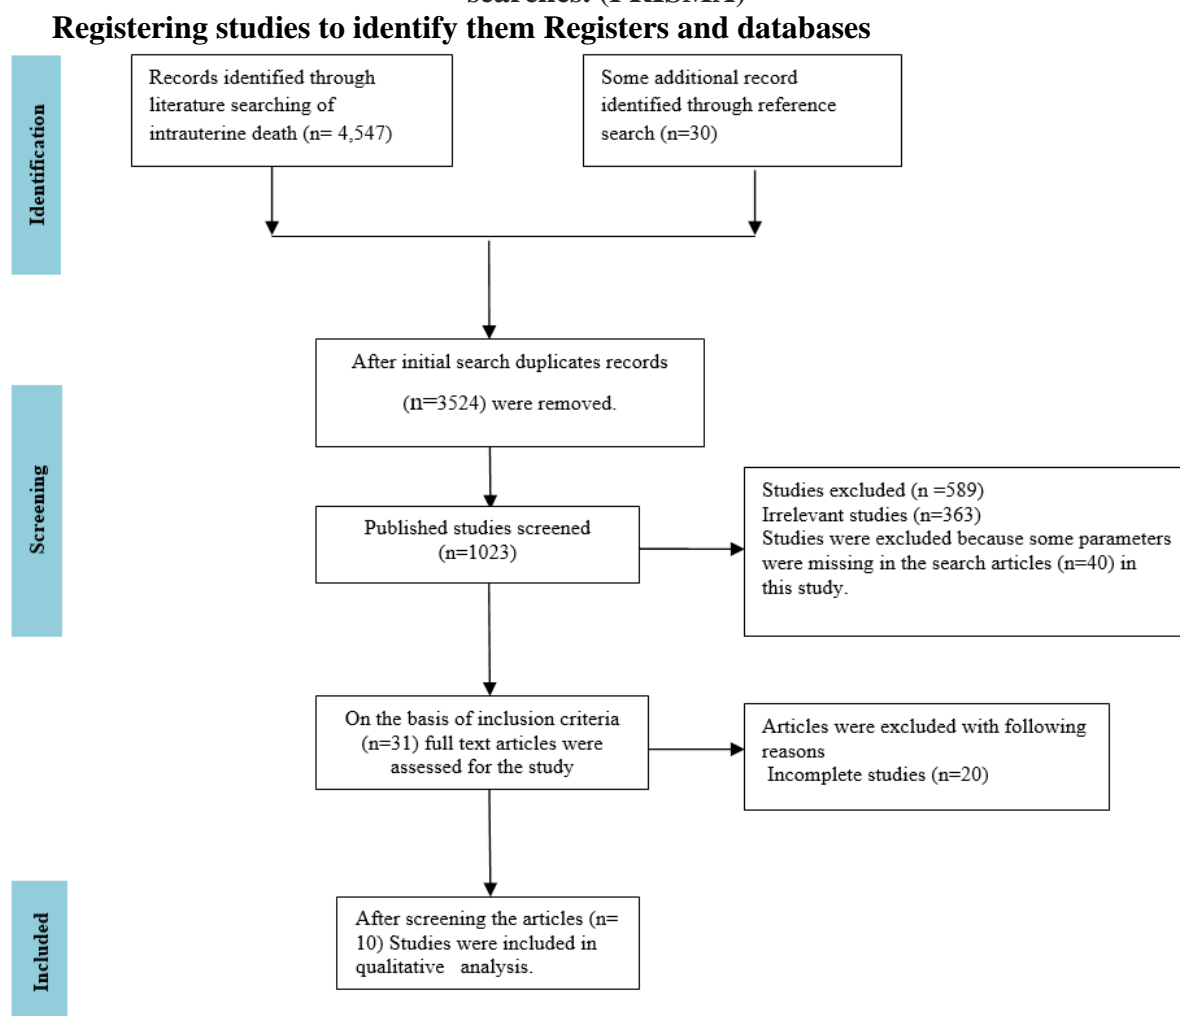 searches. (PRISMA)
Registering studies to identify them Registers and databases
Identification
Records identified through
literature searching of
intrauterine death (n= 4,547)
Some additional record
identified through reference
search (n=30)
Screening
After initial search duplicates records
(n=3524) were removed.
Published studies screened
(n=1023)
Studies excluded (n =589)
Irrelevant studies (n=363)
Studies were excluded because some parameters
were missing in the search articles (n=40) in
this study.
On the basis of inclusion criteria
(n=31) full text articles were
assessed for the study
Articles were excluded with following
reasons
Incomplete studies (n=20)
Included
After screening the articles (n=
10) Studies were included in
qualitative analysis.